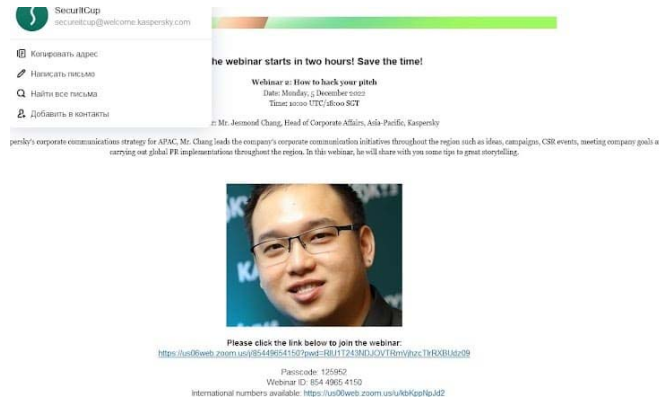 SecurItCup
secureitcup@welcome.kaspersky.com
Копировать адрес
Написать письмо
Найти все письма
Добавить в контакты
he webinar starts in two hours! Save the time!
Webinar 2: How to hack your pitch
Date: Monday, 5 December 2022
Time: 10:00 UTC/18:00 SGT
r: Mr. Jesmond Chang, Head of Corporate Affairs, Asia-Pacific, Kaspersky
persky's corporate communications strategy for APAC, Mr. Chang leads the company's corporate communication initiatives throughout the region such as ideas, campaigns, CSR events, meeting company goals a
carrying out global PR implementations throughout the region. In this webinar, he will share with you some tips to great storytelling.
Please click the link below to join the webinar:
Passcode: 125952
Webinar ID: 854 4965 4150
International numbers available: https://us06web.zoom.us/u/kbKppNpJd2